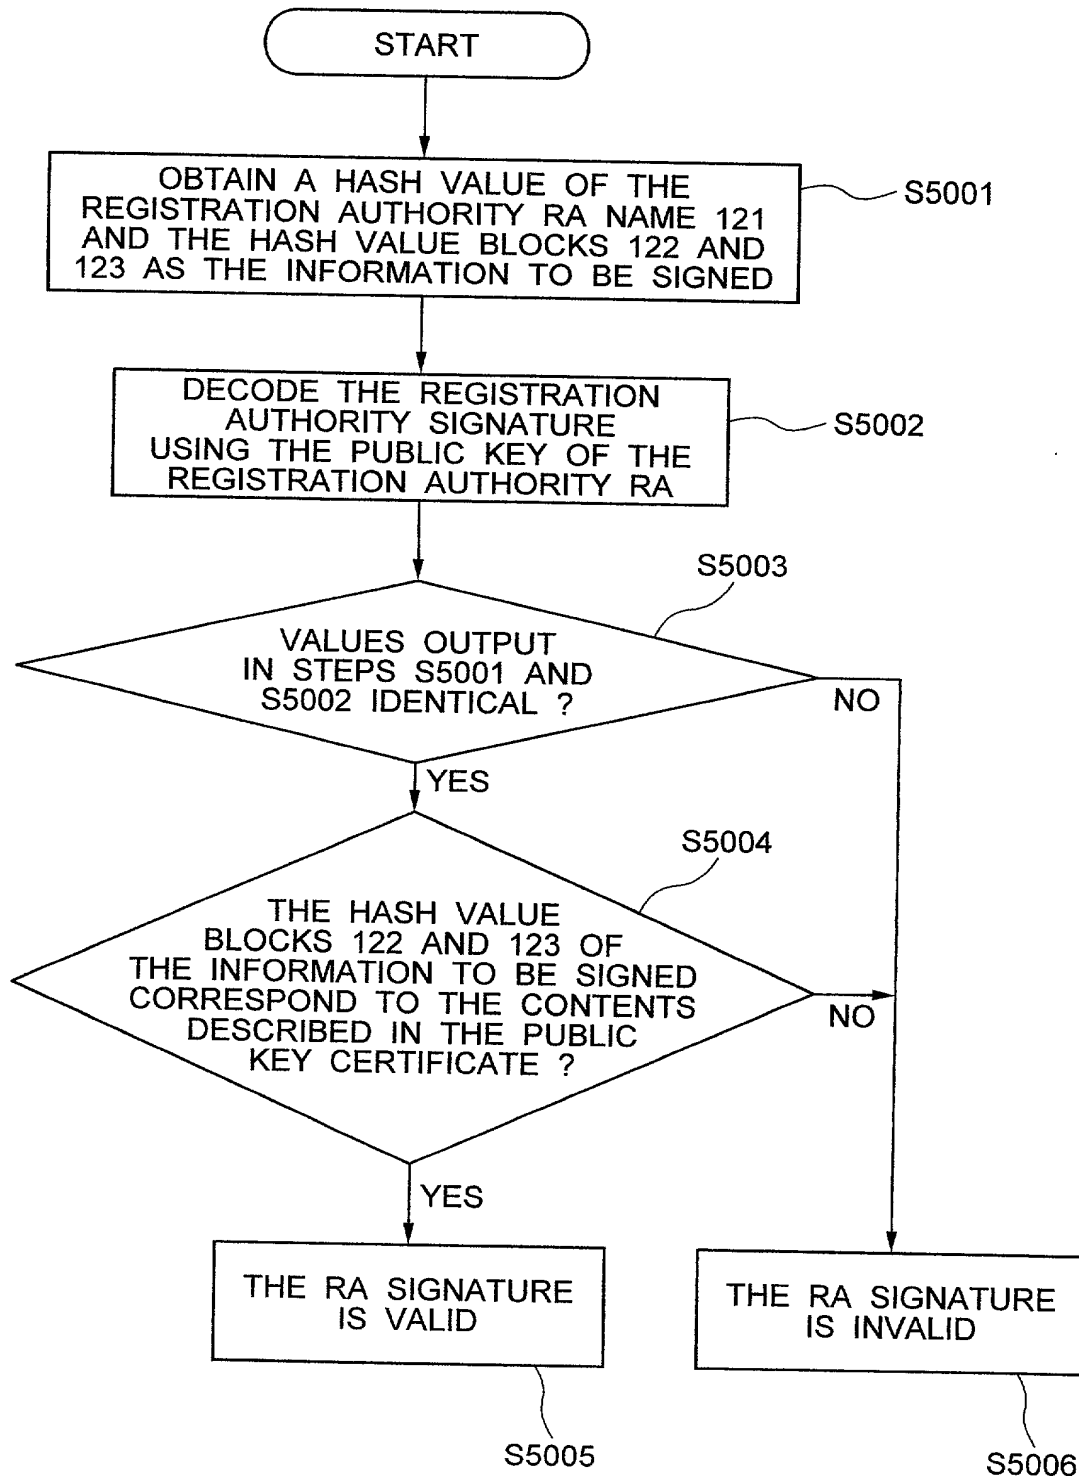 START
OBTAIN A HASH VALUE OF THE
REGISTRATION AUTHORITY RA NAME 121
AND THE HASH VALUE BLOCKS 122 AND
123 AS THE INFORMATION TO BE SIGNED
S5001
DECODE THE REGISTRATION
AUTHORITY SIGNATURE
USING THE PUBLIC KEY OF THE
REGISTRATION AUTHORITY RA
S5002
S5003
VALUES OUTPUT
IN STEPS S5001 AND
S5002 IDENTICAL ?
NO
YES
S5004
THE HASH VALUE
BLOCKS 122 AND 123 OF
THE INFORMATION TO BE SIGNED
CORRESPOND TO THE CONTENTS
DESCRIBED IN THE PUBLIC
KEY CERTIFICATE ?
NO
YES
THE RA SIGNATURE
IS VALID
THE RA SIGNATURE
IS INVALID
S5005
S5006